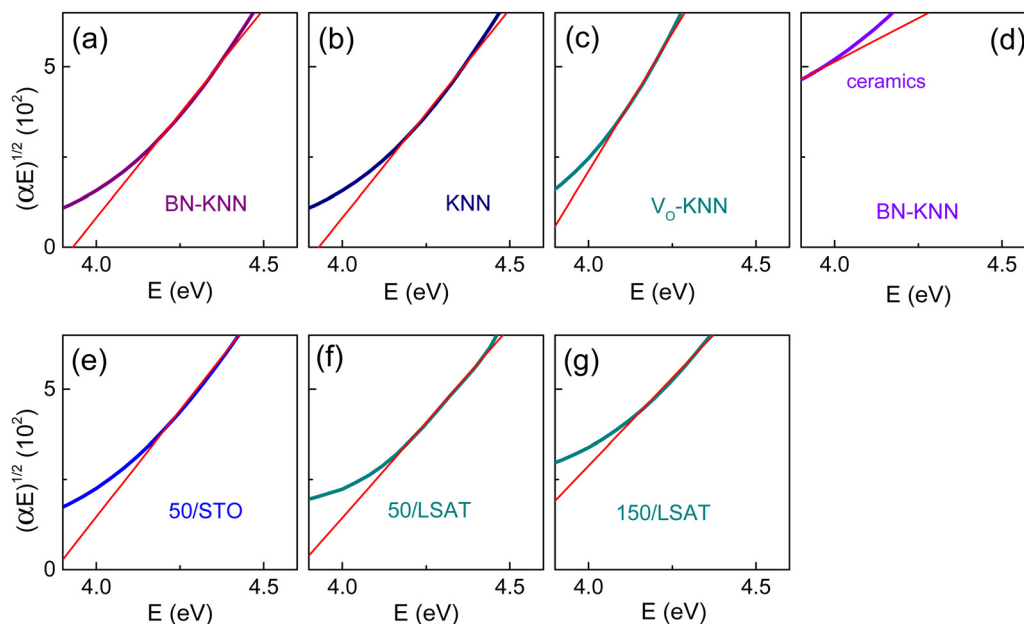 (a)
(b)
(c)
(d)
5
0
(αE)^1/2 (10^2)
BN-KNN
KNN
V_O-KNN
ceramics
BN-KNN
4.0 4.5
4.0 4.5
4.0 4.5
4.0 4.5
E (eV)
E (eV)
E (eV)
E (eV)
(e)
(f)
(g)
5
0
(αE)^1/2 (10^2)
50/STO
50/LSAT
150/LSAT
4.0 4.5
4.0 4.5
4.0 4.5
E (eV)
E (eV)
E (eV)